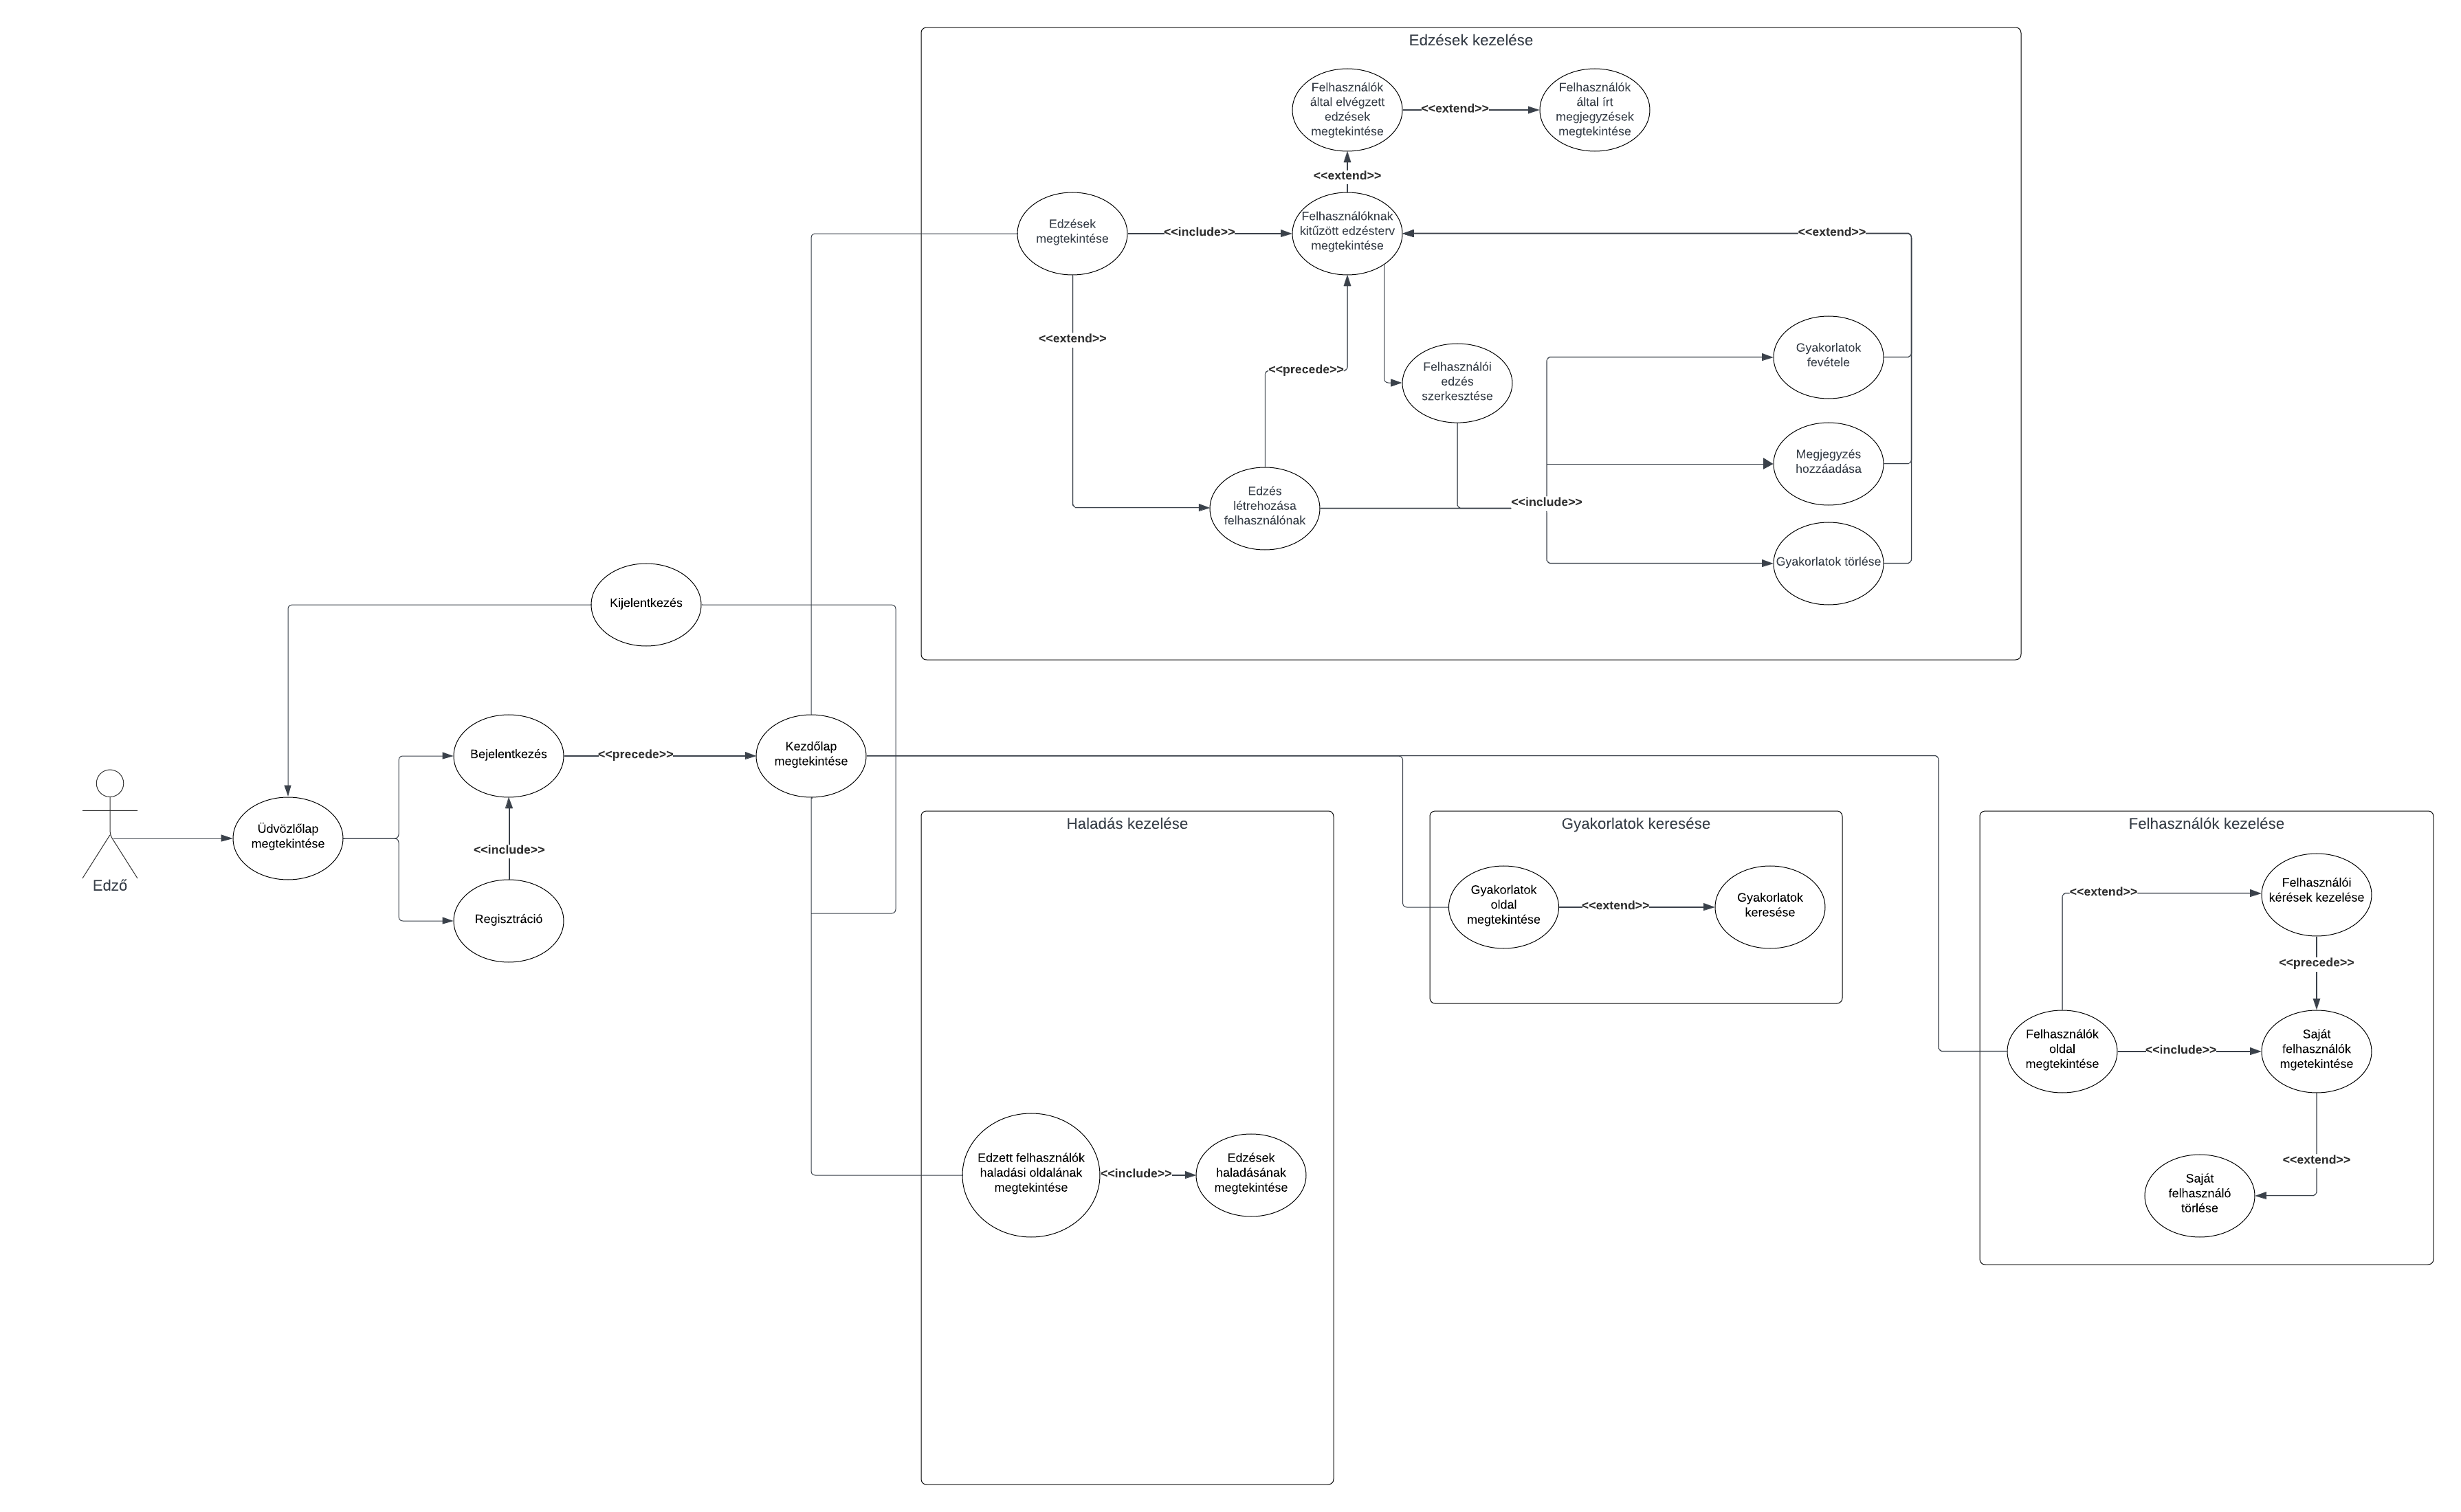 Edzések kezelése
Felhasználók
által elvégzett
edzések
megtekintése
<<extend>>
Felhasználók
által írt
megjegyzések
megtekintése
<<extend>>
Edzések
megtekintése
<<include>>
Felhasználóknak
kitűzött edzésterv
megtekintése
<<extend>>
<<extend>>
<<precede>>
Felhasználói
edzés
szerkesztése
Gyakorlatok
fevétele
Megjegyzés
hozzáadása
Edzés
létrehozása
felhasználónak
<<include>>
Gyakorlatok törlése
Kijelentkezés
Bejelentkezés
<<precede>>
Kezdőlap
megtekintése
Edző
Üdvözlőlap
megtekintése
<<include>>
Regisztráció
Haladás kezelése
Edzett felhasználók
haladási oldalának
megtekintése
<<include>>
Edzések
haladásának
megtekintése
Gyakorlatok keresése
Gyakorlatok
oldal
megtekintése
<<extend>>
Gyakorlatok
keresése
Felhasználók kezelése
<<extend>>
Felhasználói
kérések kezelése
<<precede>>
Felhasználók
oldal
megtekintése
<<include>>
Saját
felhasználók
mgetekintése
<<extend>>
Saját
felhasználó
törlése